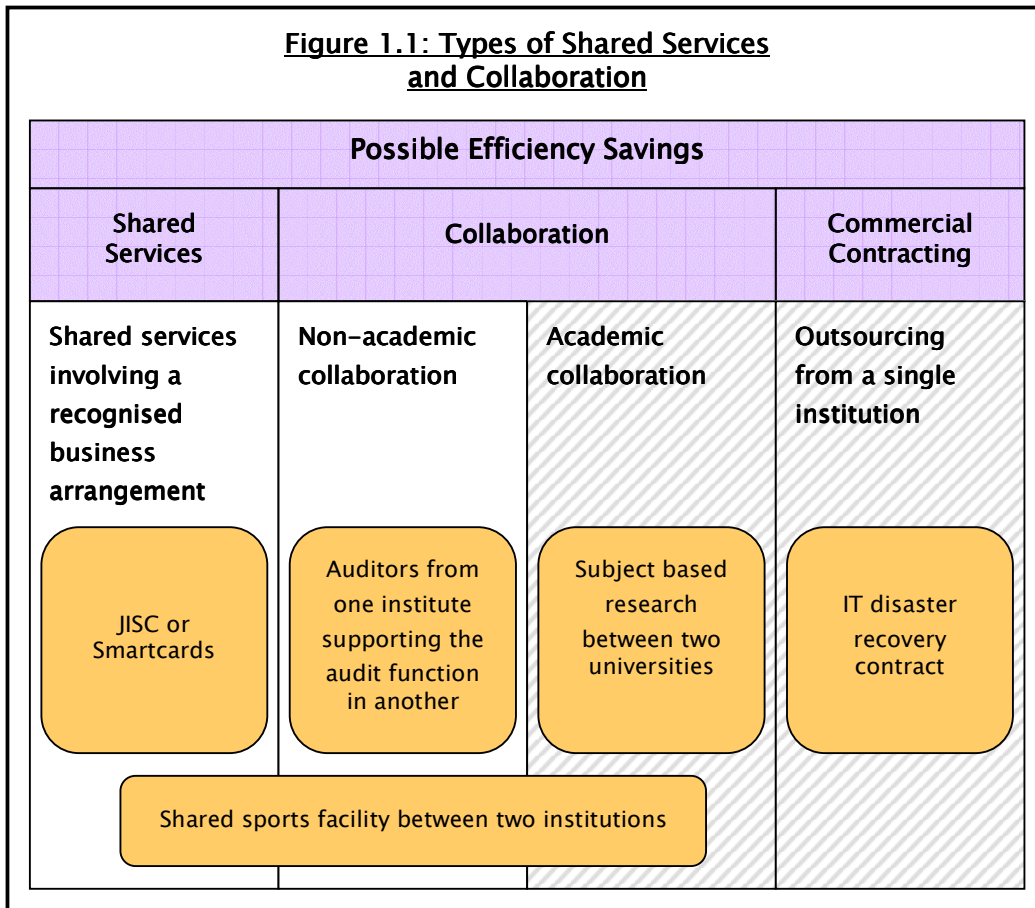 Figure 1.1: Types of Shared Services
and Collaboration
Possible Efficiency Savings
Shared
Services
Collaboration
Commercial
Contracting
Shared services
involving a
recognised
business
arrangement
Non-academic
collaboration
Academic
collaboration
Outsourcing
from a single
institution
JISC or
Smartcards
Auditors from
one institute
supporting the
audit function
in another
Subject based
research
between two
universities
IT disaster
recovery
contract
Shared sports facility between two institutions